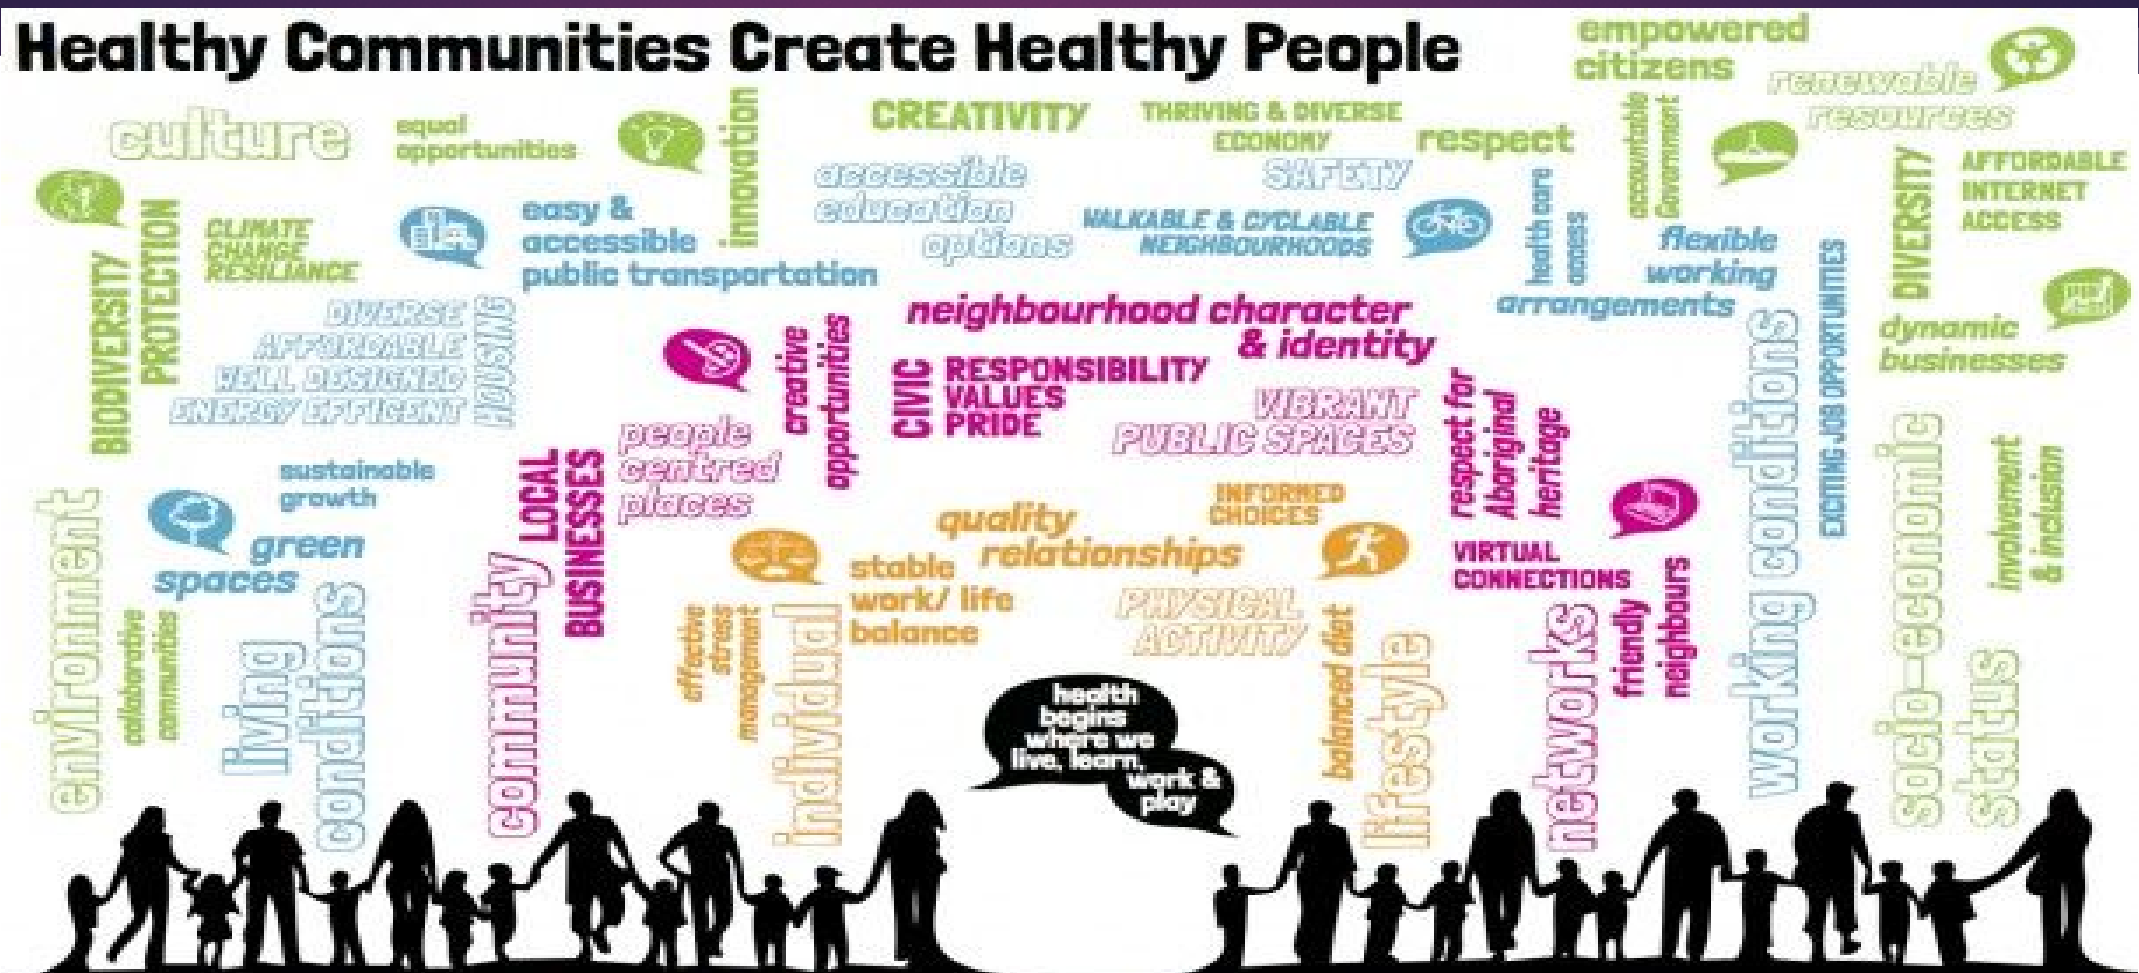 Healthy Communities Create Healthy People
empowered
citizens
renewable
resources
culture
equal
opportunities
innovation
CREATIVITY
THRIVING & DIVERSE
ECONOMY
respect
accountable
Government
DIVERSITY
AFFORDABLE
INTERNET
ACCESS
BIODIVERSITY
PROTECTION
CLIMATE
CHANGE
RESILIANCE
easy &
accessible
public transportation
accessible
education
options
SAFETY
WALKABLE & CYCLABLE
NEIGHBOURHOODS
health care
access
flexible
working
arrangements
EXCITING JOB OPPORTUNITIES
dynamic
businesses
DIVERSE
AFFORDABLE
WELL DESIGNED
ENERGY EFFICENT
HOUSING
creative
opportunities
neighbourhood character
& identity
CIVIC
RESPONSIBILITY
VALUES
PRIDE
VIBRANT
PUBLIC SPACES
respect for
Aboriginal
heritage
people
centred
places
LOCAL
BUSINESSES
sustainable
growth
green
spaces
environment
collaborative
communities
living
conditions
community
quality
relationships
INFORMED
CHOICES
stable
work/ life
balance
effective
stress
management
individual
PHYSICAL
ACTIVITY
balanced diet
lifestyle
VIRTUAL
CONNECTIONS
friendly
neighbours
networks
working conditions
socio-economic
status
involvement
& inclusion
health
begins
where we
live, learn,
work &
play